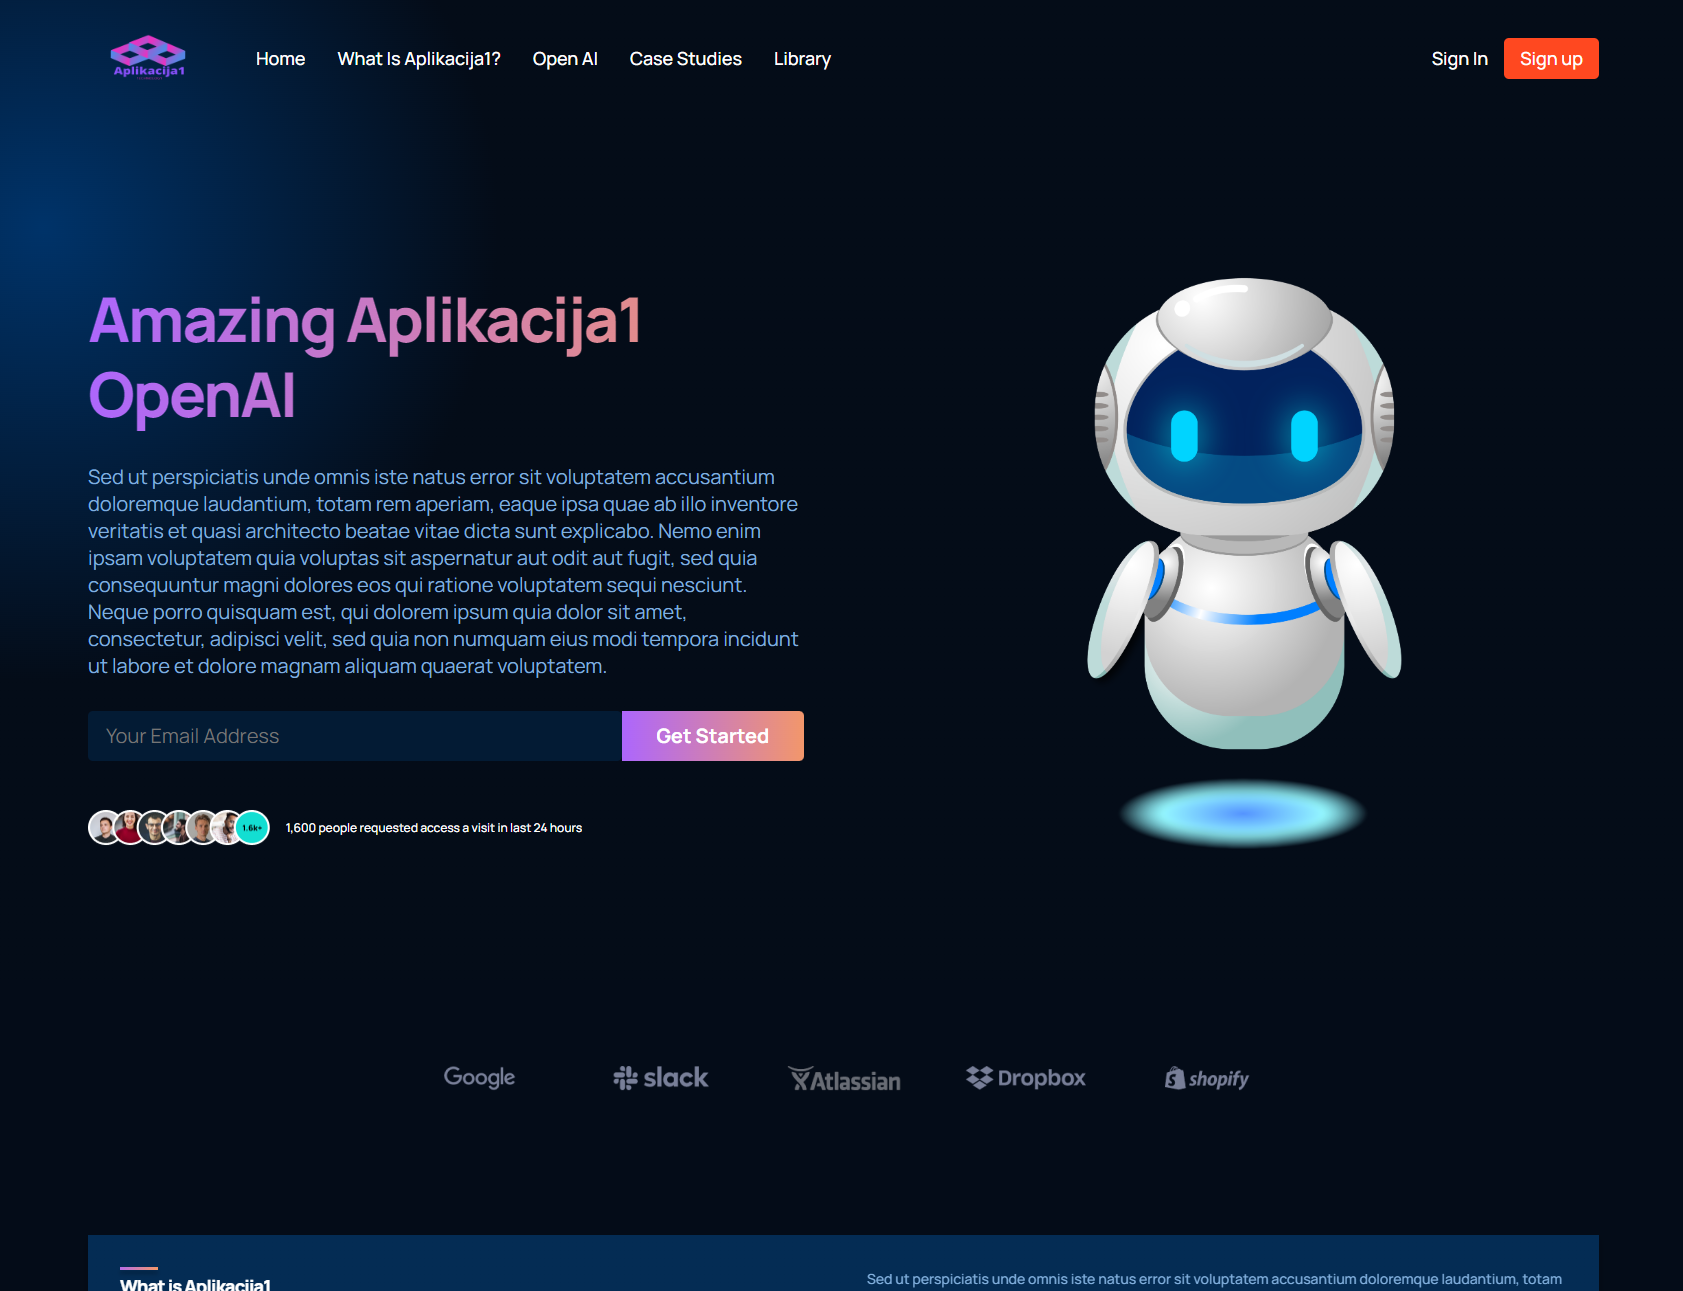 Aplikacija1
Home
What Is Aplikacija1?
Open AI
Case Studies
Library
Sign In
Sign up
Amazing Aplikacija1
OpenAI
Sed ut perspiciatis unde omnis iste natus error sit voluptatem accusantium
doloremque laudantium, totam rem aperiam, eaque ipsa quae ab illo inventore
veritatis et quasi architecto beatae vitae dicta sunt explicabo. Nemo enim
ipsam voluptatem quia voluptas sit aspernatur aut odit aut fugit, sed quia
consequuntur magni dolores eos qui ratione voluptatem sequi nesciunt.
Neque porro quisquam est, qui dolorem ipsum quia dolor sit amet,
consectetur, adipisci velit, sed quia non numquam eius modi tempora incidunt
ut labore et dolore magnam aliquam quaerat voluptatem.
Your Email Address
Get Started
1.6k+
1,600 people requested access a visit in last 24 hours
Google
slack
Atlassian
Dropbox
shopify
What is Aplikacija1
Sed ut perspiciatis unde omnis iste natus error sit voluptatem accusantium doloremque laudantium, totam